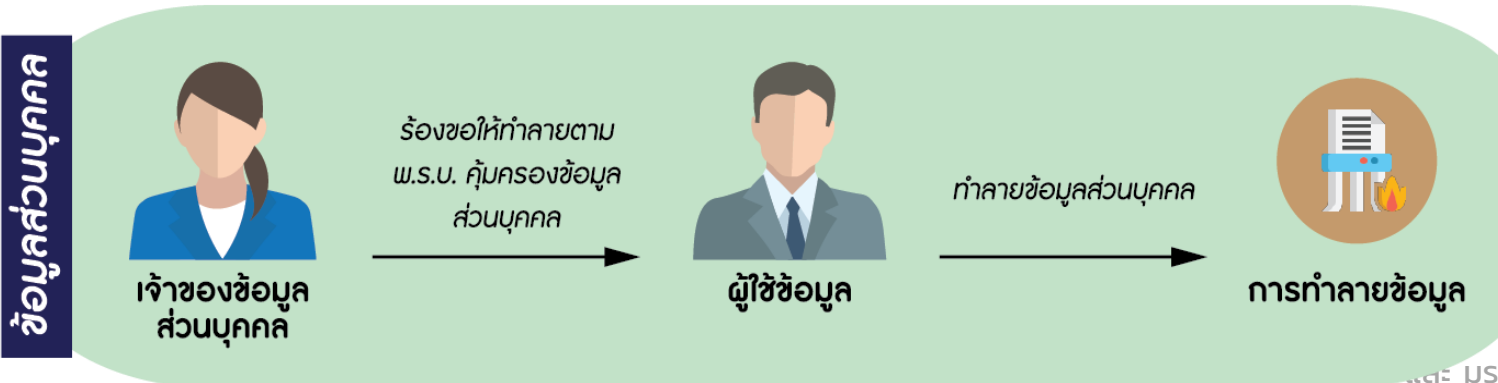 ข้อมูลส่วนบุคคล
ร้องขอให้ทำลายตาม
พ.ร.บ. คุ้มครองข้อมูล
ส่วนบุคคล
ทำลายข้อมูลส่วนบุคคล
เจ้าของข้อมูล
ส่วนบุคคล
ผู้ใช้ข้อมูล
การทำลายข้อมูล